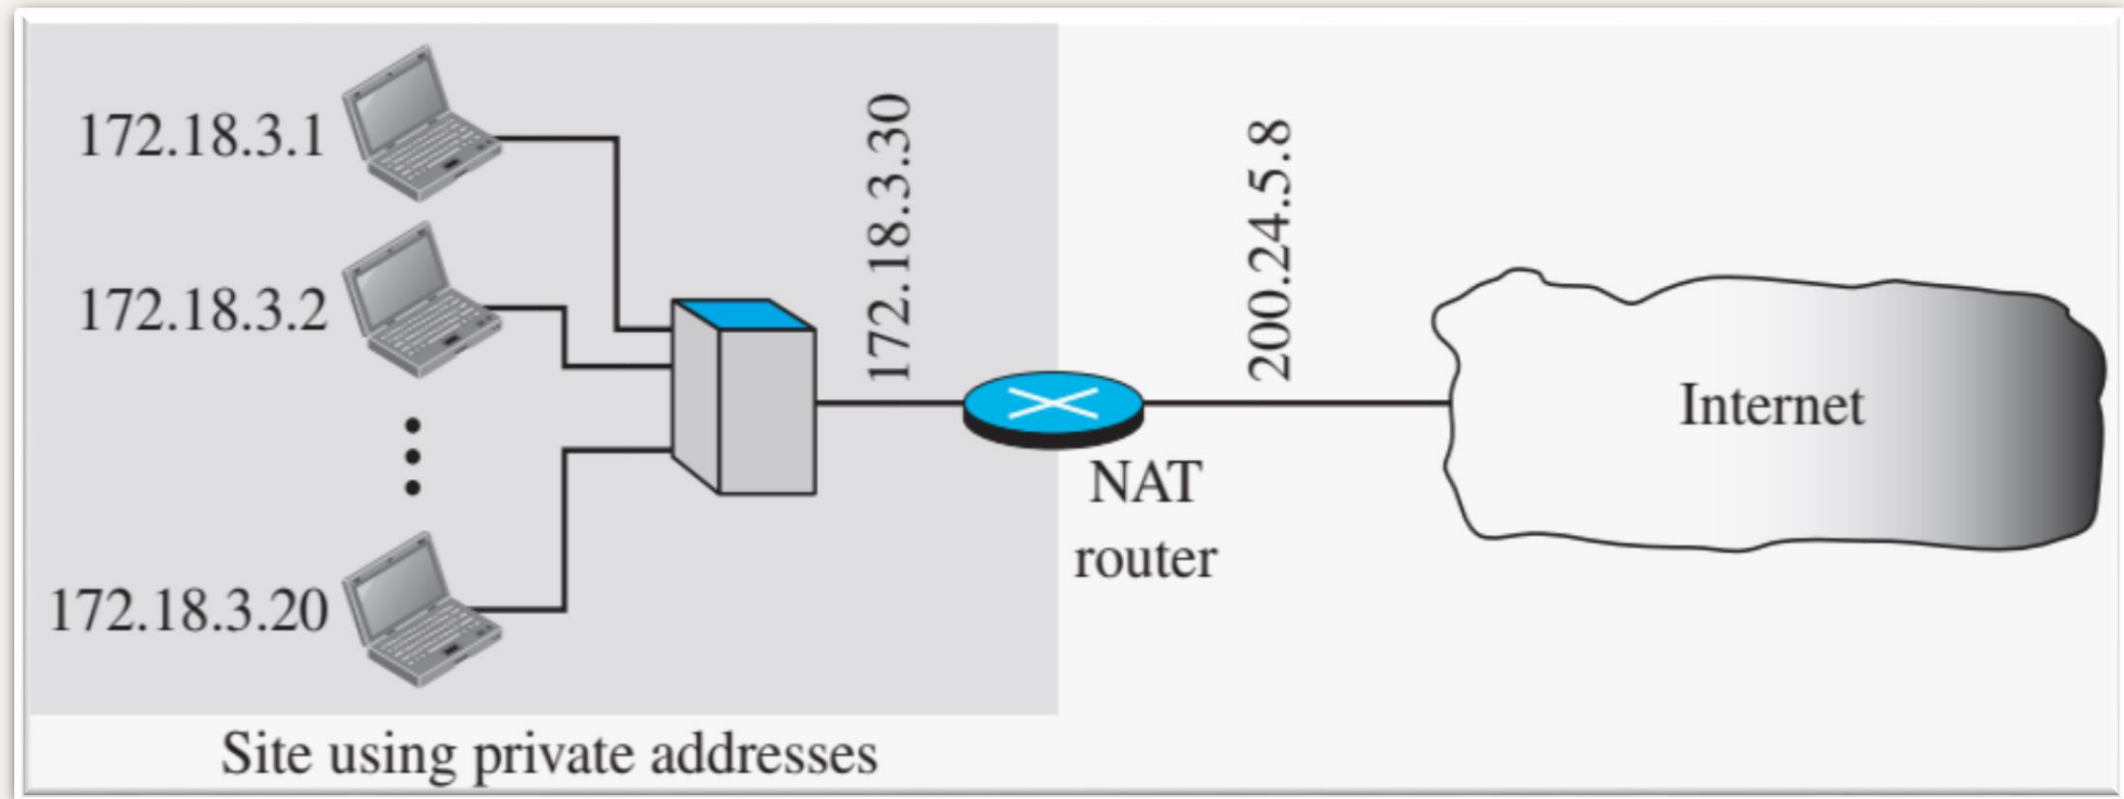 172.18.3.1
172.18.3.2
172.18.3.20
172.18.3.30
200.24.5.8
NAT
router
Internet
Site using private addresses